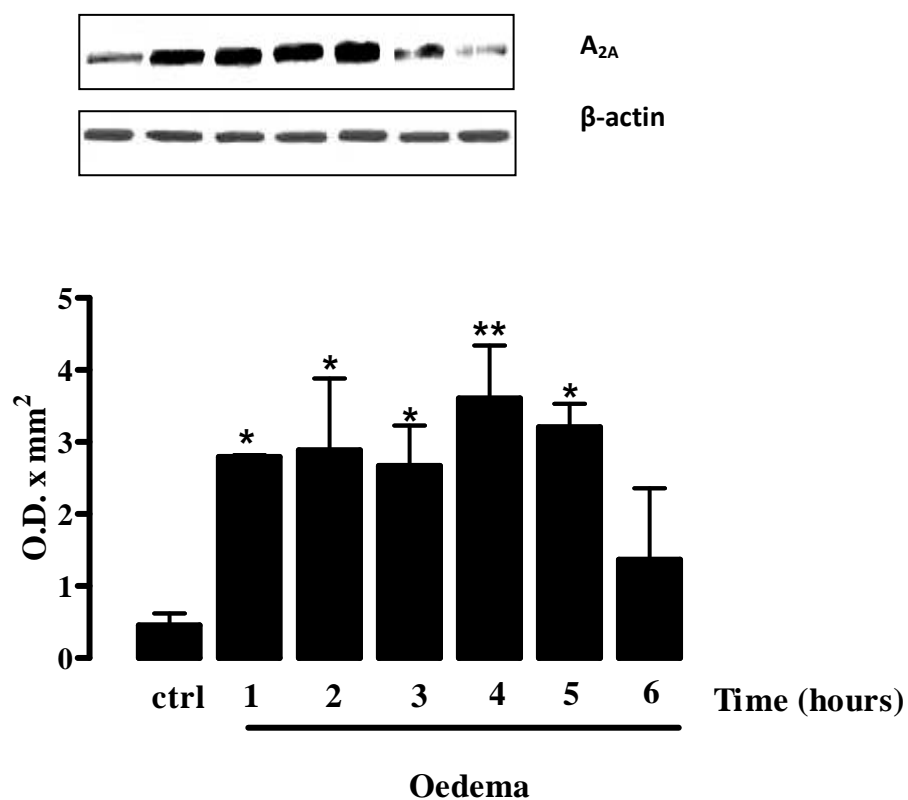 A2A
β-actin
5
4
3
2
1
0
O.D. x mm2
*
*
*
**
*
ctrl 1 2 3 4 5 6 Time (hours)
Oedema